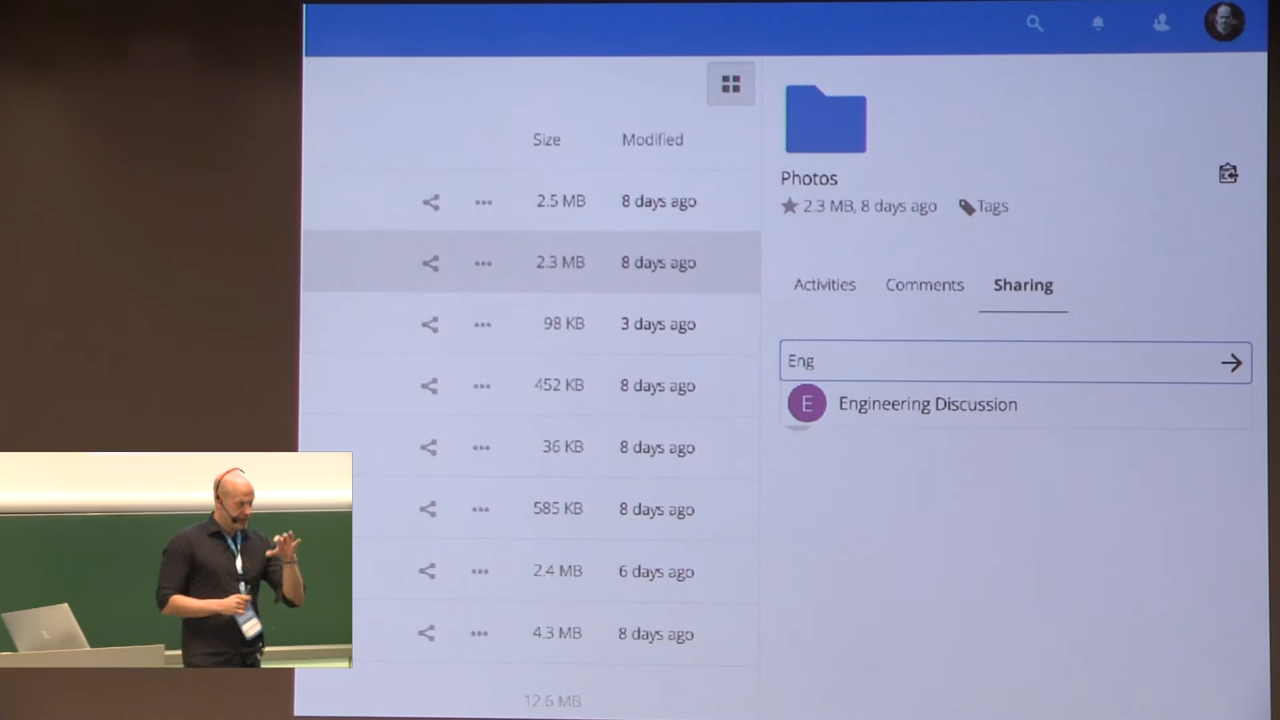 Size Modified
2.5 MB 8 days ago
2.3 MB 8 days ago
98 KB 3 days ago
452 KB 8 days ago
36 KB 8 days ago
585 KB 8 days ago
2.4 MB 6 days ago
4.3 MB 8 days ago
12.6 MB
Photos
2.3 MB, 8 days ago Tags
Activities Comments Sharing
Eng
E Engineering Discussion